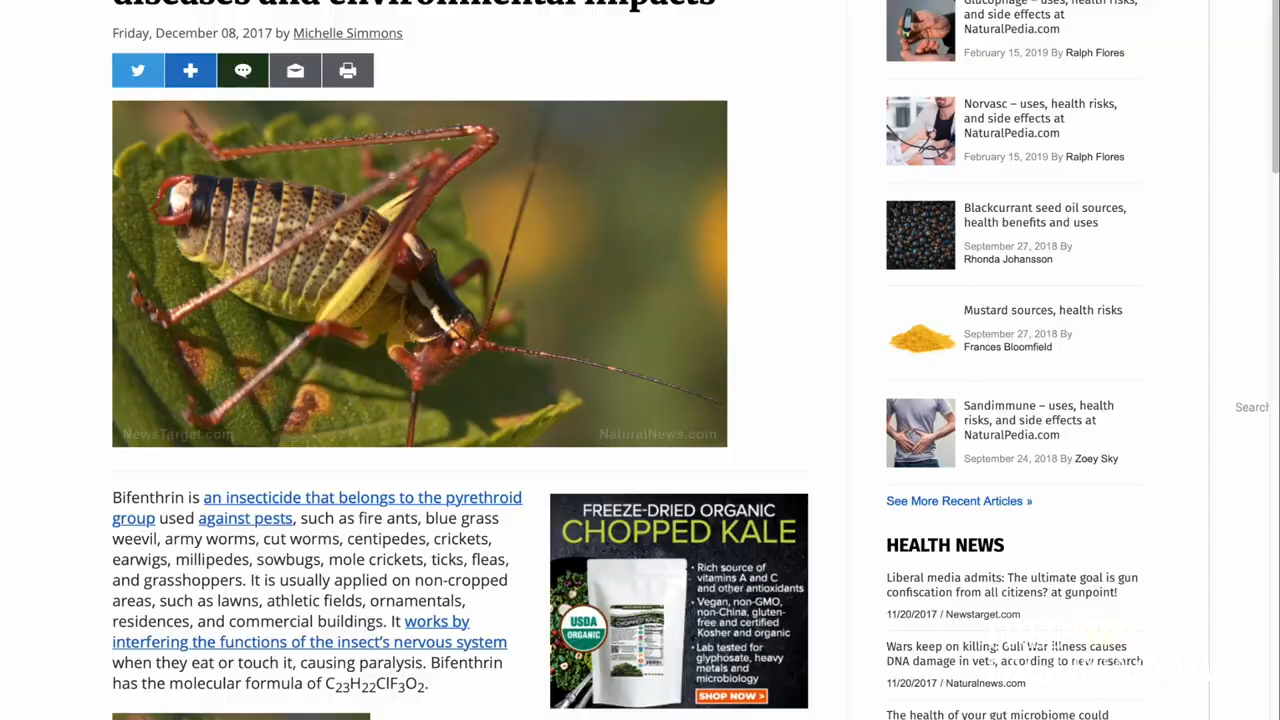 diseases and environmental impacts
Friday, December 08, 2017 by Michelle Simmons
NewsTarget.com
NaturalNews.com
Bifenthrin is an insecticide that belongs to the pyrethroid
group used against pests, such as fire ants, blue grass
weevil, army worms, cut worms, centipedes, crickets,
earwigs, millipedes, sowbugs, mole crickets, ticks, fleas,
and grasshoppers. It is usually applied on non-cropped
areas, such as lawns, athletic fields, ornamentals,
residences, and commercial buildings. It works by
interfering the functions of the insect's nervous system
when they eat or touch it, causing paralysis. Bifenthrin
has the molecular formula of C₂₃H₂₂ClF₃O₂.
FREEZE-DRIED ORGANIC
CHOPPED KALE
• Rich source of
vitamins A and C
and other antioxidants
• Vegan, non-GMO,
non-China, gluten-
free and certified
Kosher and organic
• Lab tested for
glyphosate, heavy
metals and
microbiology
USDA
ORGANIC
SHOP NOW >
Glucophage – uses, health risks,
and side effects at
NaturalPedia.com
February 15, 2019 By Ralph Flores
Norvasc – uses, health risks,
and side effects at
NaturalPedia.com
February 15, 2019 By Ralph Flores
Blackcurrant seed oil sources,
health benefits and uses
September 27, 2018 By
Rhonda Johansson
Mustard sources, health risks
September 27, 2018 By
Frances Bloomfield
Sandimmune – uses, health
risks, and side effects at
NaturalPedia.com
September 24, 2018 By Zoey Sky
See More Recent Articles »
HEALTH NEWS
Liberal media admits: The ultimate goal is gun
confiscation from all citizens? at gunpoint!
11/20/2017 / Newstarget.com
Wars keep on killing: Gulf War illness causes
DNA damage in vets, according to new research
11/20/2017 / Naturalnews.com
The health of your gut microbiome could
Search